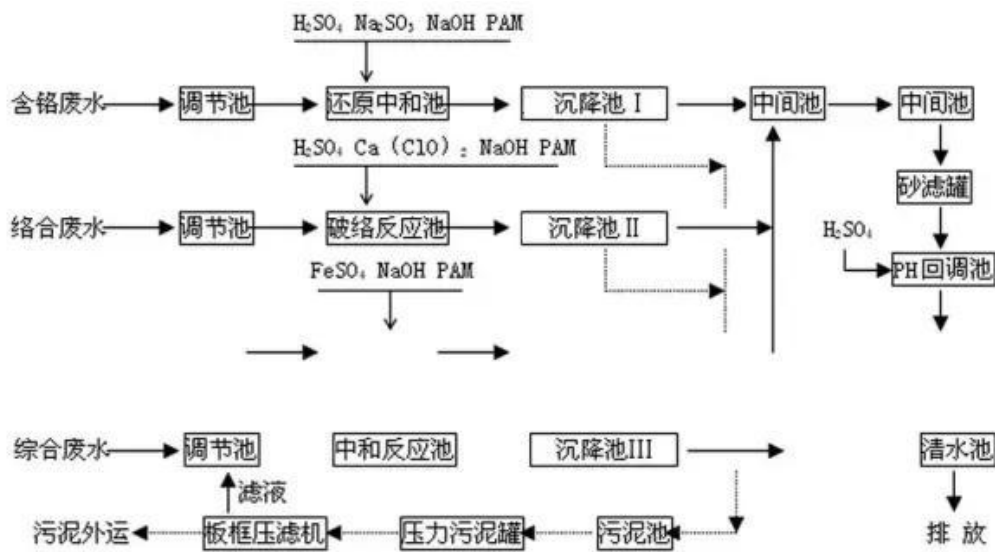 H₂SO₄ Na₂SO₃ NaOH PAM
含铬废水 调节池 还原中和池 沉降池 I 中间池 中间池
H₂SO₄ Ca (ClO) ₂ NaOH PAM
砂滤罐
络合废水 调节池 破络反应池 沉降池 II H₂SO₄
FeSO₄ NaOH PAM PH回调池
综合废水 调节池 中和反应池 沉降池III 清水池
滤液
污泥外运 板框压滤机 压力污泥罐 污泥池 排 放